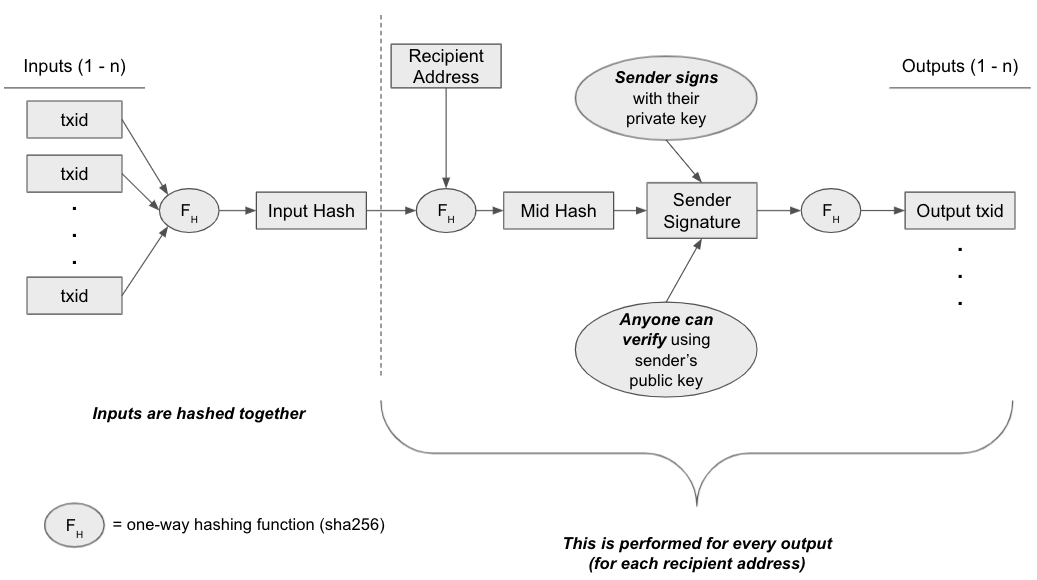 Inputs (1 - n)
txid
txid
.
.
.
txid
F_H
Input Hash
Recipient
Address
F_H
Mid Hash
Sender signs
with their
private key
Sender
Signature
Anyone can
verify using
sender’s
public key
F_H
Outputs (1 - n)
Output txid
.
.
.
Inputs are hashed together
F_H = one-way hashing function (sha256)
This is performed for every output
(for each recipient address)